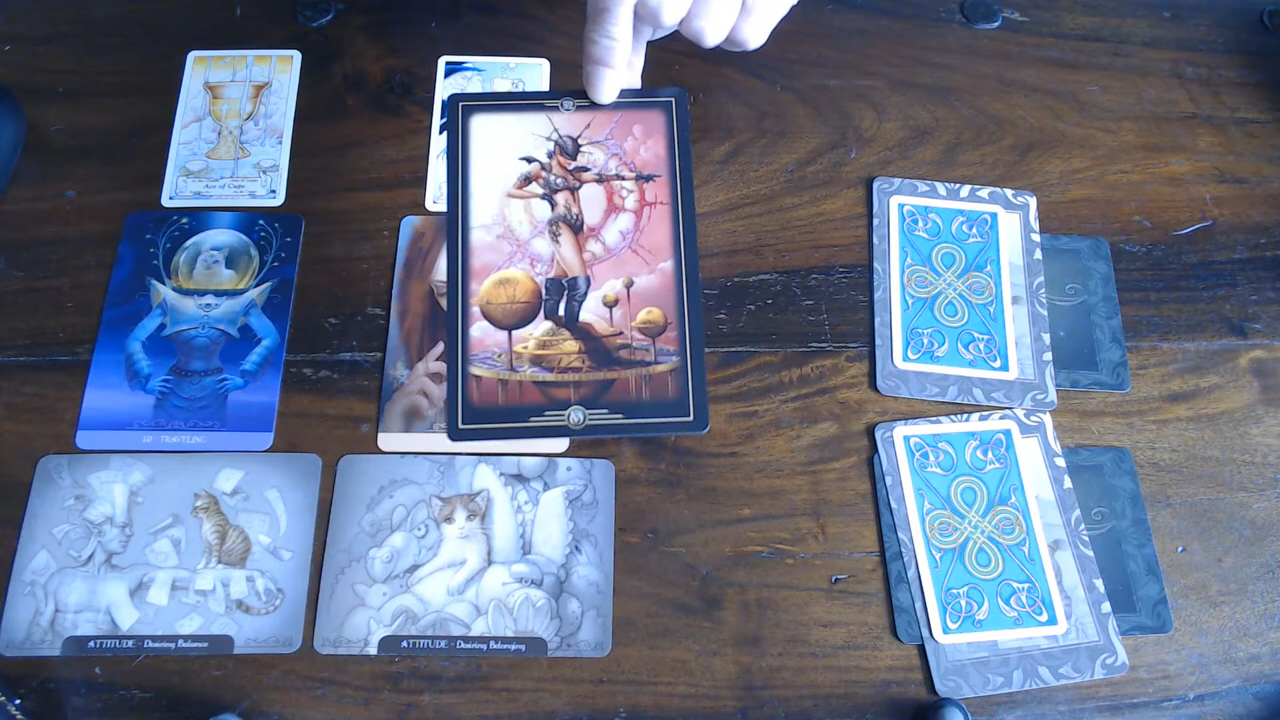 Ace of Cups
10 TRAVELING
ATTITUDE - Desiring Balance
ATTITUDE - Desiring Belonging